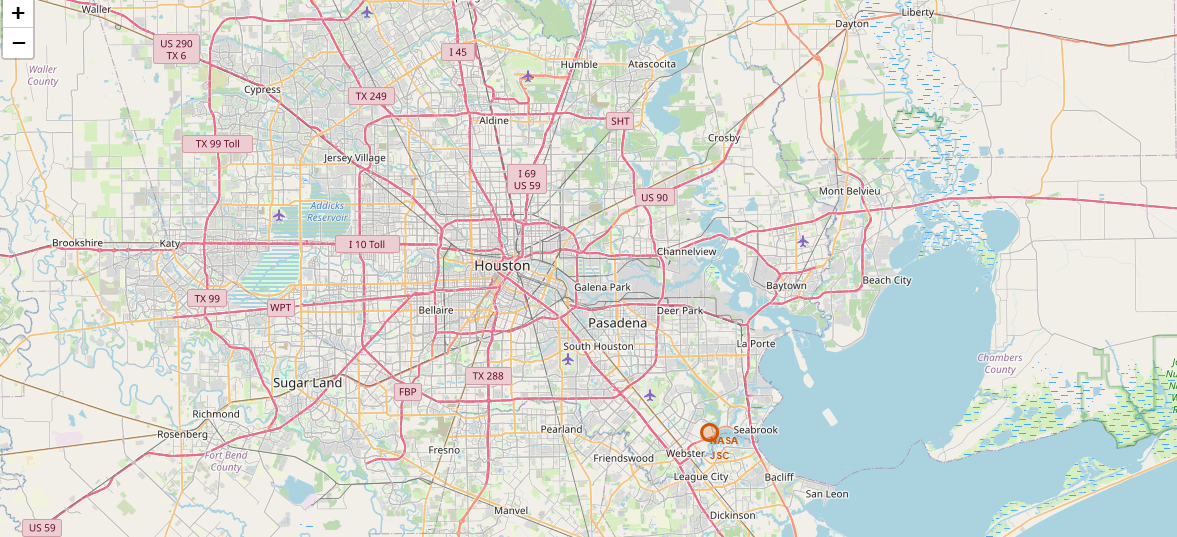 +
−
Waller
Liberty
Dayton
US 290
TX 6
I 45
Humble
Atascocita
Waller
County
Cypress
TX 249
Aldine
SHT
Crosby
TX 99 Toll
Jersey Village
I 69
US 59
US 90
Mont Belvieu
Addicks
Reservoir
Brookshire
Katy
I 10 Toll
Channelview
Houston
Beach City
Galena Park
Baytown
TX 99
WPT
Bellaire
Deer Park
Pasadena
South Houston
La Porte
Chambers
County
TX 288
Sugar Land
FBP
Richmond
Rosenberg
Pearland
Seabrook
NASA
JSC
Fresno
Friendswood
Webster
Fort Bend
County
League City
Bacliff
San Leon
Manvel
Dickinson
US 59